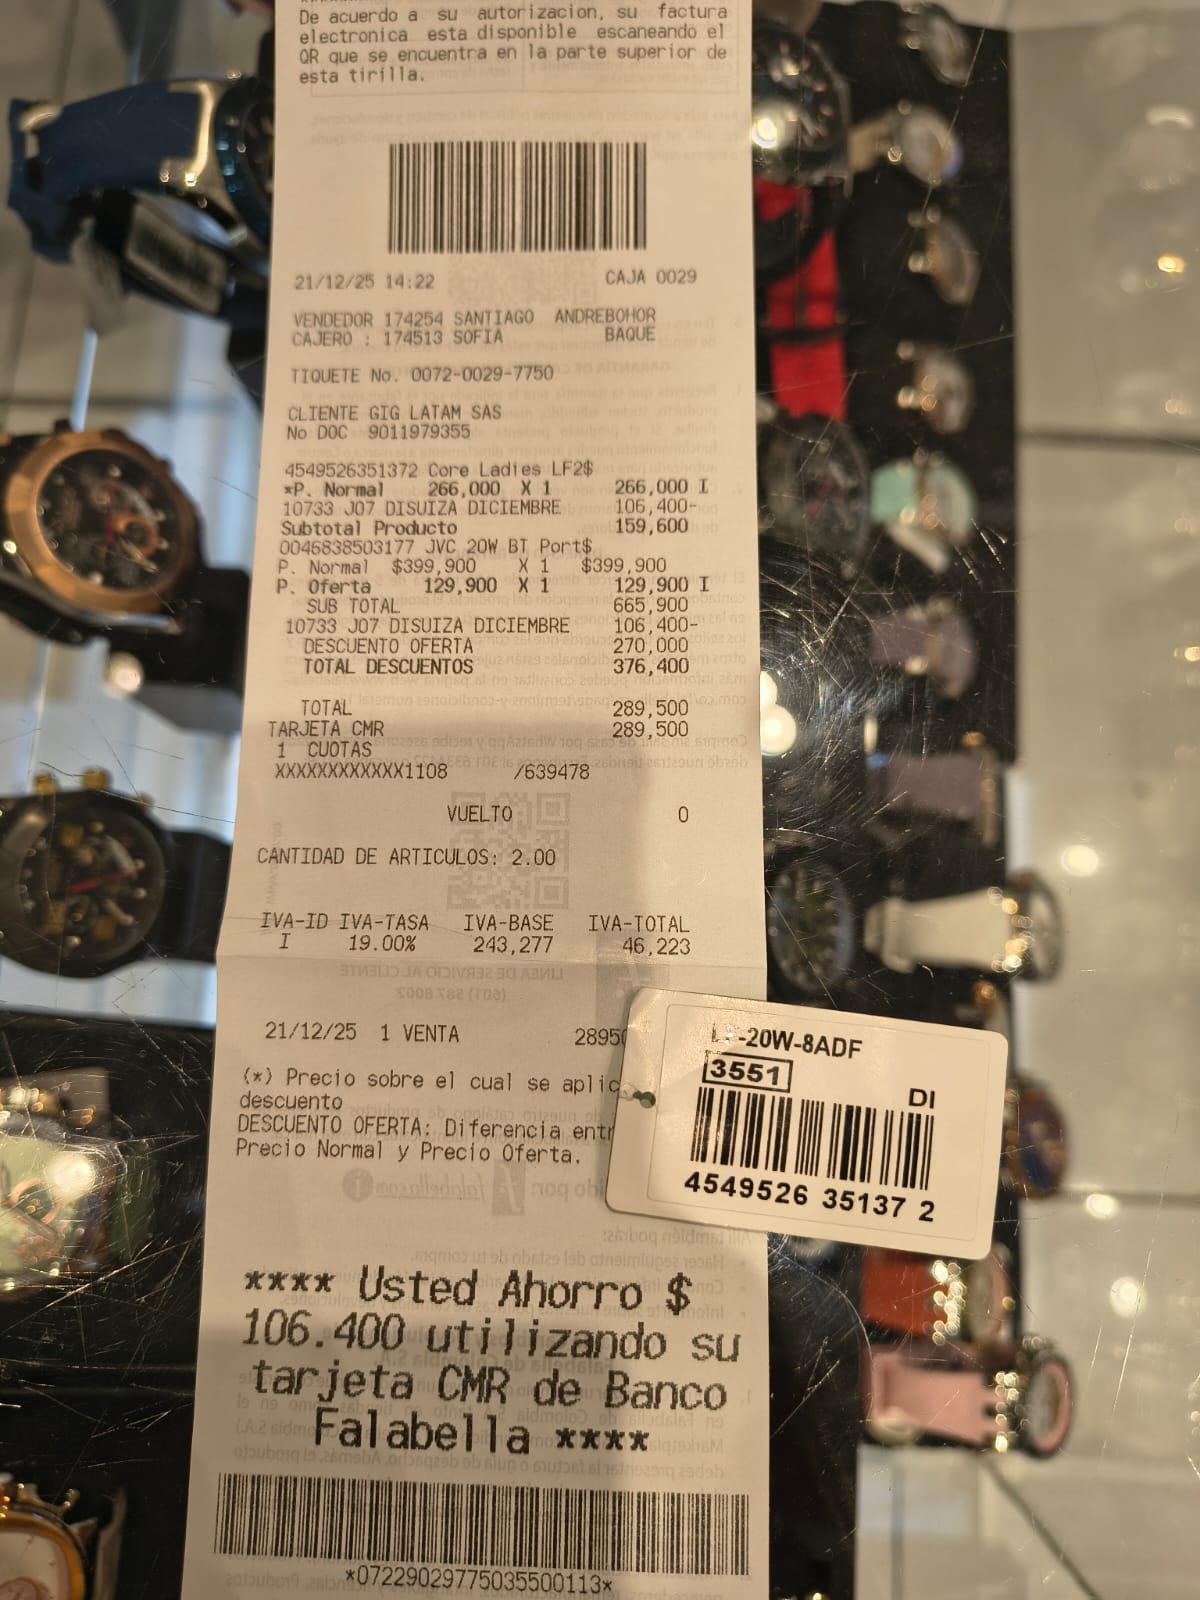 De acuerdo a su autorizacion, su factura
electronica esta disponible escaneando el
QR que se encuentra en la parte superior de
esta tirilla.
21/12/25 14:22 CAJA 0029
VENDEDOR 174254 SANTIAGO ANDREBOHOR
CAJERO : 174513 SOFIA BAQUE
TIQUETE No. 0072-0029-7750
CLIENTE GIG LATAM SAS
No DOC 9011979355
4549526351372 Core Ladies LF2$
*P. Normal 266,000 X 1 266,000 I
10733 J07 DISUIZA DICIEMBRE 106,400-
Subtotal Producto 159,600
0046838503177 JVC 20W BT Port$
P. Normal $399,900 X 1 $399,900
P. Oferta 129,900 X 1 129,900 I
SUB TOTAL 665,900
10733 J07 DISUIZA DICIEMBRE 106,400-
DESCUENTO OFERTA 270,000
TOTAL DESCUENTOS 376,400
TOTAL 289,500
TARJETA CMR 289,500
1 CUOTAS
XXXXXXXXXXXX1108 /639478
VUELTO 0
CANTIDAD DE ARTICULOS: 2.00
IVA-ID IVA-TASA IVA-BASE IVA-TOTAL
I 19.00% 243,277 46,223
21/12/25 1 VENTA 28950
(*) Precio sobre el cual se aplic
descuento
DESCUENTO OFERTA: Diferencia entr
Precio Normal y Precio Oferta.
-20W-8ADF
3551
DI
4549526 35137 2
**** Usted Ahorro $
106.400 utilizando su
tarjeta CMR de Banco
Falabella ****
*07229029775035500113*